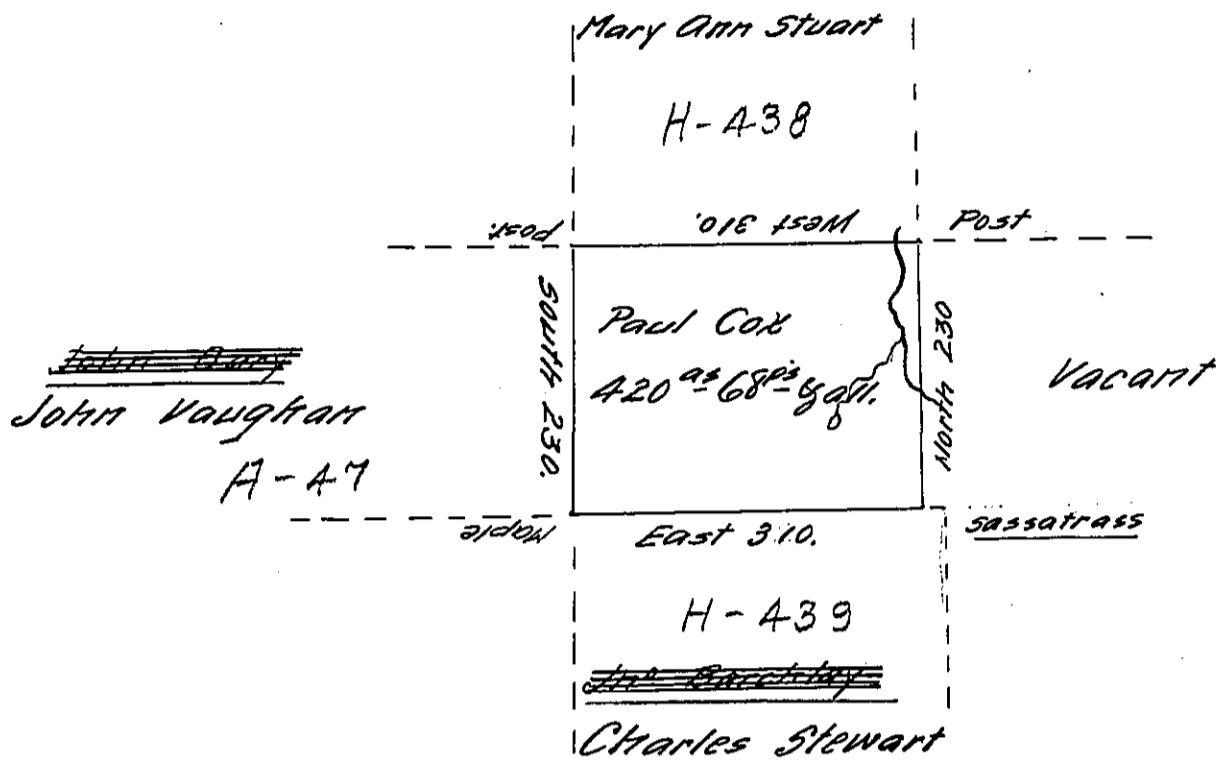 Mary Ann Stuart
H-438
Post.
West 310.
Post
South 230.
Paul Cox
420 as 68 ps
North 230
Vacant
John Vaughan
A-47
Maple
East 310.
Sassatrass
H-439
Charles Stewart